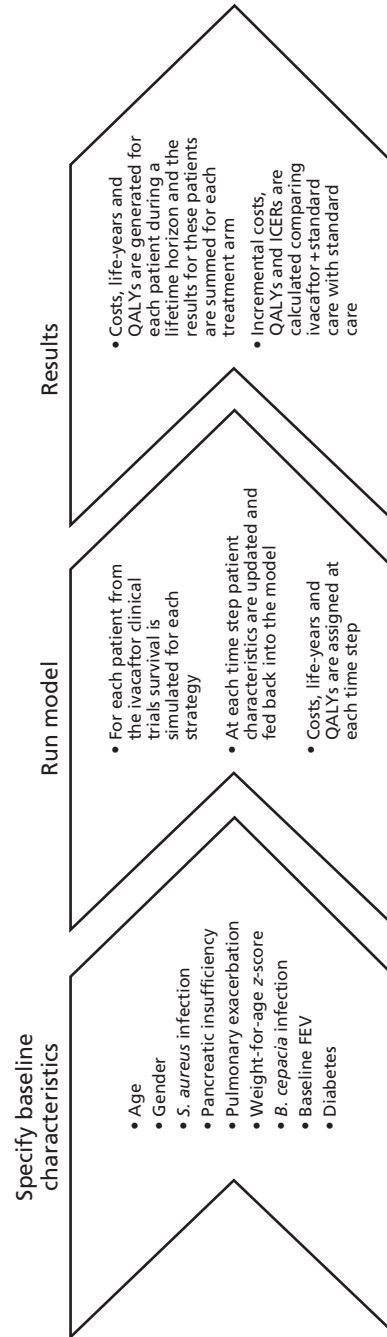 Specify baseline
characteristics
• Age
• Gender
• S. aureus infection
• Pancreatic insufficiency
• Pulmonary exacerbation
• Weight-for-age z-score
• B. cepacia infection
• Baseline FEV
• Diabetes
Run model
• For each patient from
the ivacaftor clinical
trials survival is
simulated for each
strategy
• At each time step patient
characteristics are updated and
fed back into the model
• Costs, life-years and
QALYs are assigned at
each time step
Results
• Costs, life-years and
QALYs are generated for
each patient during a
lifetime horizon and the
results for these patients
are summed for each
treatment arm
• Incremental costs,
QALYs and ICERs are
calculated comparing
ivacaftor+standard
care with standard
care